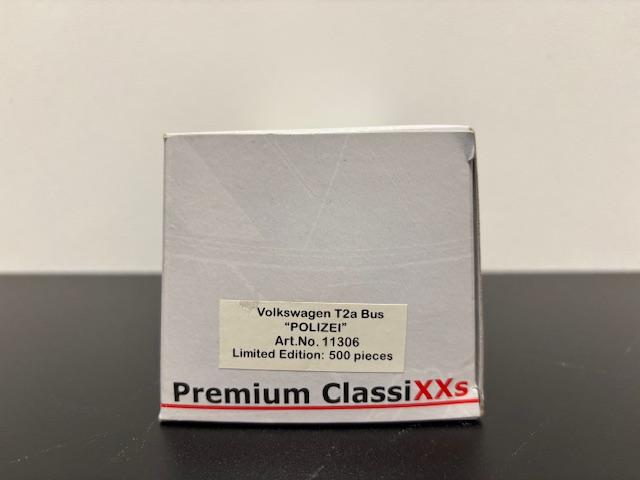 Volkswagen T2a Bus
“POLIZEI”
Art.No. 11306
Limited Edition: 500 pieces
Premium ClassiXXs